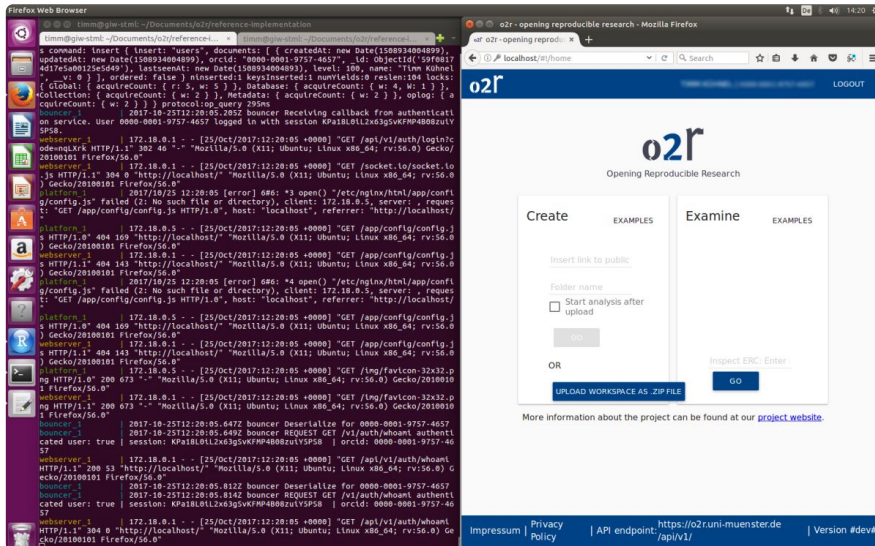 Firefox Web Browser
De
14:20
timm@giw-stml: ~/Documents/o2r/reference-implementation
timm@giw-stml: ~/Documents/o2r/reference-i...
timm@giw-stml: ~/Documents/o2r/reference-i...
s command: insert { insert: "users", documents: [ { createdAt: new Date(1508934004899),
updatedAt: new Date(1508934004899), orcid: "0000-0001-9757-4657", _id: ObjectId('59f0817
4d17e5a00125e5d49'), lastseenAt: new Date(1508934004893), level: 100, name: "Timm Kühnel
", __v: 0 } ], ordered: false } ninserted:1 keysInserted:1 numYields:0 reslen:104 locks:
{ Global: { acquireCount: { r: 5, w: 5 } }, Database: { acquireCount: { w: 4, W: 1 } },
Collection: { acquireCount: { w: 2 } }, Metadata: { acquireCount: { w: 2 } }, oplog: { a
cquireCount: { w: 2 } } } protocol:op_query 295ms
bouncer_1 | 2017-10-25T12:20:05.205Z bouncer Receiving callback from authenticati
on service. User 0000-0001-9757-4657 logged in with session
webserver_1 | 172.18.0.1 - - [25/Oct/2017:12:20:05 +0000] "GET /api/v1/auth/login?c
ode=nqLXrk HTTP/1.1" 302 46 "-" "Mozilla/5.0 (X11; Ubuntu; Linux x86_64; rv:56.0) Gecko/
20100101 Firefox/56.0"
webserver_1 | 172.18.0.1 - - [25/Oct/2017:12:20:05 +0000] "GET /socket.io/socket.io
.js HTTP/1.1" 304 0 "http://localhost/" "Mozilla/5.0 (X11; Ubuntu; Linux x86_64; rv:56.0
) Gecko/20100101 Firefox/56.0"
platform_1 | 2017/10/25 12:20:05 [error] 6#6: *3 open() "/etc/nginx/html/app/confi
g/config.js" failed (2: No such file or directory), client: 172.18.0.5, server: , reques
t: "GET /app/config/config.js HTTP/1.0", host: "localhost", referrer: "http://localhost/
"
platform_1 | 172.18.0.5 - - [25/Oct/2017:12:20:05 +0000] "GET /app/config/config.j
s HTTP/1.0" 404 169 "http://localhost/" "Mozilla/5.0 (X11; Ubuntu; Linux x86_64; rv:56.0
) Gecko/20100101 Firefox/56.0"
webserver_1 | 172.18.0.1 - - [25/Oct/2017:12:20:05 +0000] "GET /app/config/config.j
s HTTP/1.1" 404 143 "http://localhost/" "Mozilla/5.0 (X11; Ubuntu; Linux x86_64; rv:56.0
) Gecko/20100101 Firefox/56.0"
platform_1 | 2017/10/25 12:20:05 [error] 6#6: *4 open() "/etc/nginx/html/app/confi
g/config.js" failed (2: No such file or directory), client: 172.18.0.5, server: , reques
t: "GET /app/config/config.js HTTP/1.0", host: "localhost", referrer: "http://localhost/
"
platform_1 | 172.18.0.5 - - [25/Oct/2017:12:20:05 +0000] "GET /app/config/config.j
s HTTP/1.0" 404 169 "http://localhost/" "Mozilla/5.0 (X11; Ubuntu; Linux x86_64; rv:56.0
) Gecko/20100101 Firefox/56.0"
webserver_1 | 172.18.0.1 - - [25/Oct/2017:12:20:05 +0000] "GET /app/config/config.j
s HTTP/1.1" 404 143 "http://localhost/" "Mozilla/5.0 (X11; Ubuntu; Linux x86_64; rv:56.0
) Gecko/20100101 Firefox/56.0"
platform_1 | 172.18.0.5 - - [25/Oct/2017:12:20:05 +0000] "GET /img/favicon-32x32.p
ng HTTP/1.0" 200 673 "-" "Mozilla/5.0 (X11; Ubuntu; Linux x86_64; rv:56.0) Gecko/2010010
1 Firefox/56.0"
webserver_1 | 172.18.0.1 - - [25/Oct/2017:12:20:05 +0000] "GET /img/favicon-32x32.p
ng HTTP/1.1" 200 673 "-" "Mozilla/5.0 (X11; Ubuntu; Linux x86_64; rv:56.0) Gecko/2010010
1 Firefox/56.0"
bouncer_1 | 2017-10-25T12:20:05.647Z bouncer Deserialize for 0000-0001-9757-4657
bouncer_1 | 2017-10-25T12:20:05.649Z bouncer REQUEST GET /v1/auth/whoami authenti
cated user: true | session: | orcid: 0000-0001-9757-46
57
webserver_1 | 172.18.0.1 - - [25/Oct/2017:12:20:05 +0000] "GET /api/v1/auth/whoami
HTTP/1.1" 200 53 "http://localhost/" "Mozilla/5.0 (X11; Ubuntu; Linux x86_64; rv:56.0) G
ecko/20100101 Firefox/56.0"
bouncer_1 | 2017-10-25T12:20:05.812Z bouncer Deserialize for 0000-0001-9757-4657
bouncer_1 | 2017-10-25T12:20:05.814Z bouncer REQUEST GET /v1/auth/whoami authenti
cated user: true | session: | orcid: 0000-0001-9757-46
57
webserver_1 | 172.18.0.1 - - [25/Oct/2017:12:20:05 +0000] "GET /api/v1/auth/whoami
HTTP/1.1" 304 0 "http://localhost/" "Mozilla/5.0 (X11; Ubuntu; Linux x86_64; rv:56.0) Ge
cko/20100101 Firefox/56.0"
o2r - opening reproducible research - Mozilla Firefox
o2r - opening reprodu
localhost/#!/home
Search
o2r
LOGOUT
o2r
Opening Reproducible Research
Create
EXAMPLES
Insert link to public
Folder name
Start analysis after
upload
GO
OR
UPLOAD WORKSPACE AS .ZIP FILE
Examine
EXAMPLES
Inspect ERC: Enter
GO
More information about the project can be found at our project website.
Impressum | Privacy Policy | API endpoint: https://o2r.uni-muenster.de/api/v1/ | Version #dev#